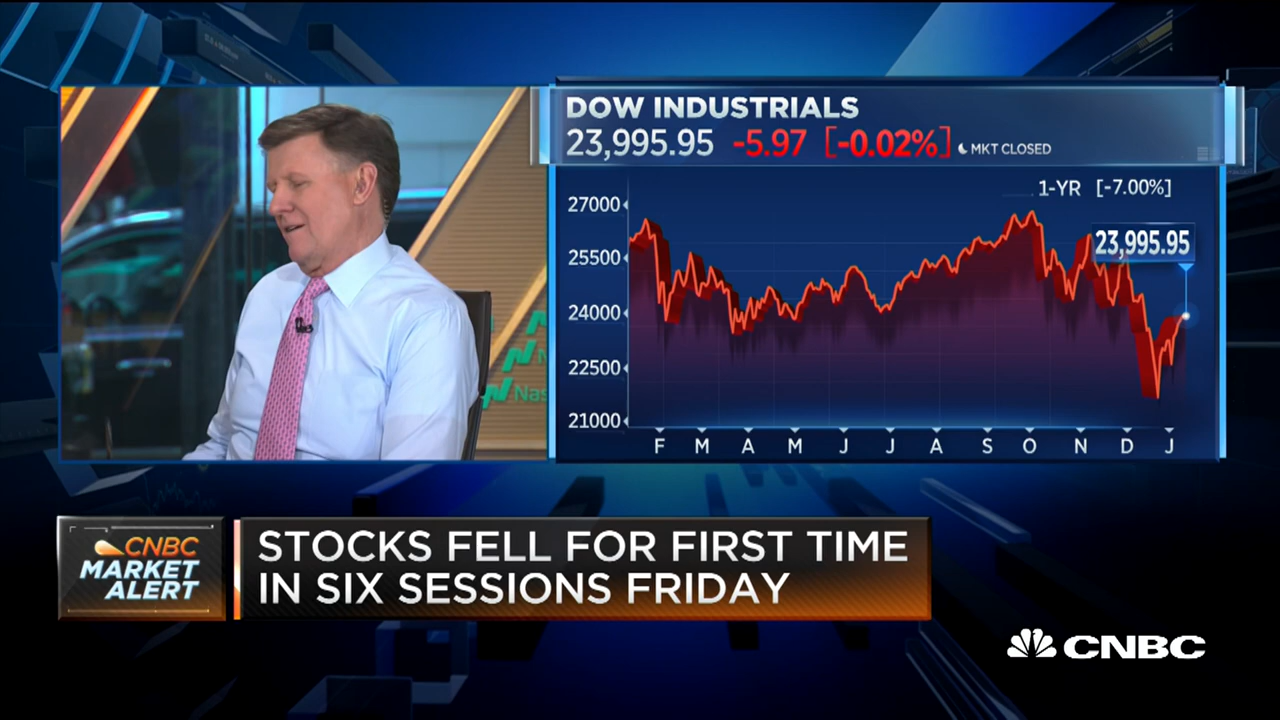 DOW INDUSTRIALS
23,995.95 -5.97 [-0.02%] MKT CLOSED
1-YR [-7.00%]
23,995.95
27000
25500
24000
22500
21000
F M A M J J A S O N D J
Nas
CNBC
MARKET
ALERT
STOCKS FELL FOR FIRST TIME
IN SIX SESSIONS FRIDAY
CNBC